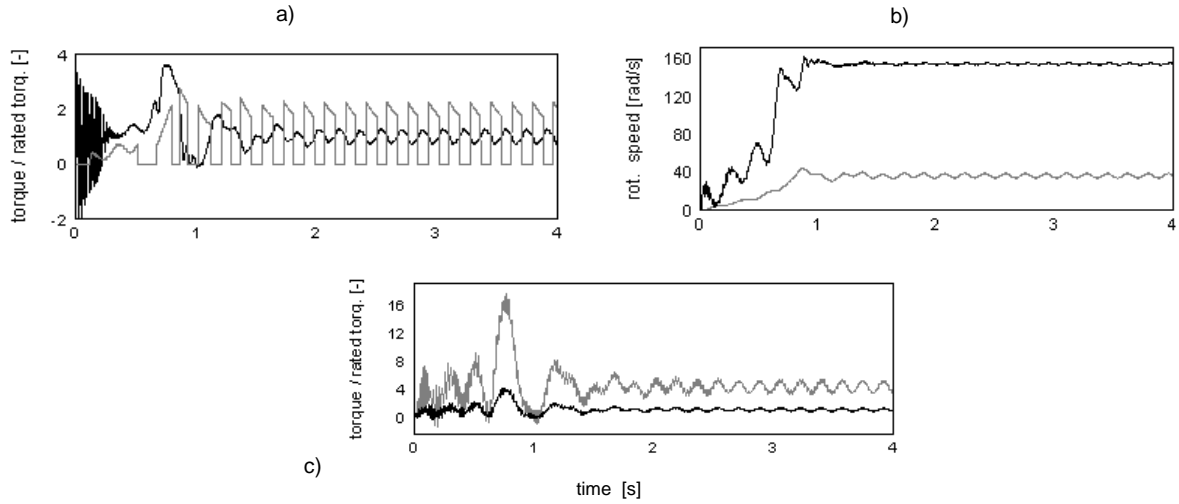 a)
b)
torque / rated torq. [-]
4
2
0
-2
0 1 2 3 4
rot. speed [rad/s]
160
120
80
40
0
0 1 2 3 4
torque / rated torq. [-]
16
12
8
4
0
0 1 2 3 4
c)
time [s]